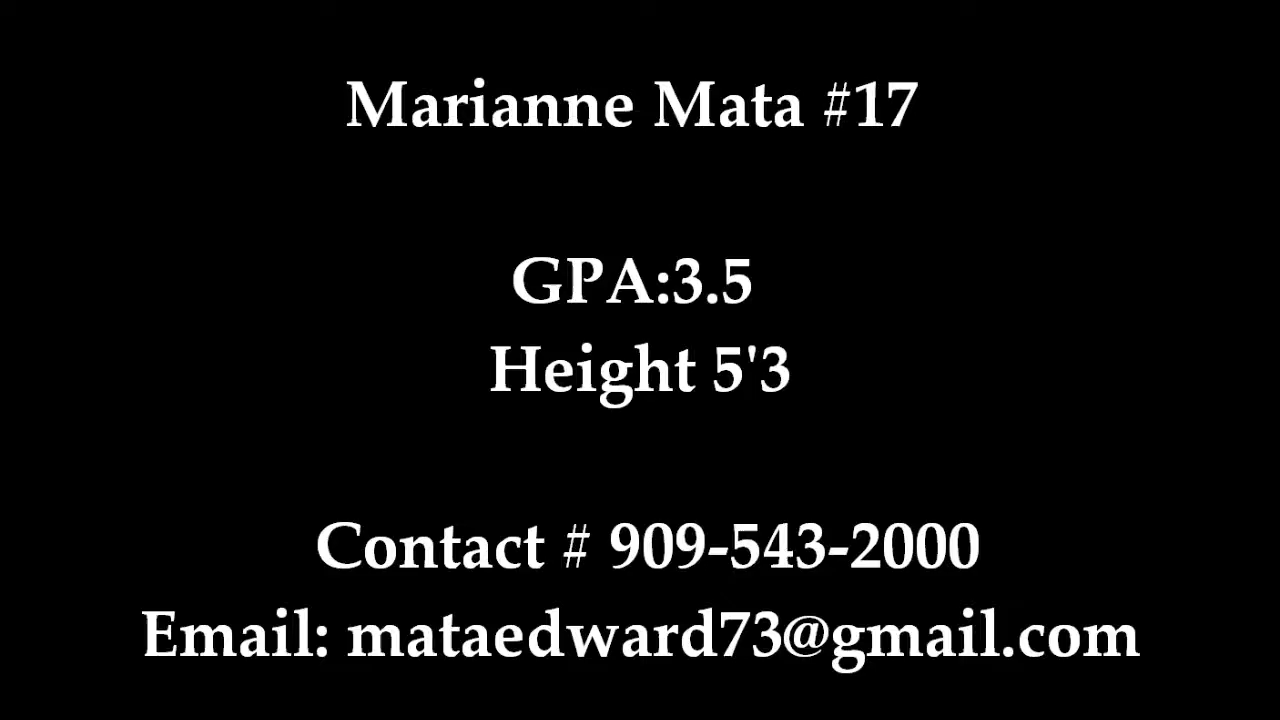 Marianne Mata #17
GPA:3.5
Height 5'3
Contact # 909-543-2000
Email: mataedward73@gmail.com